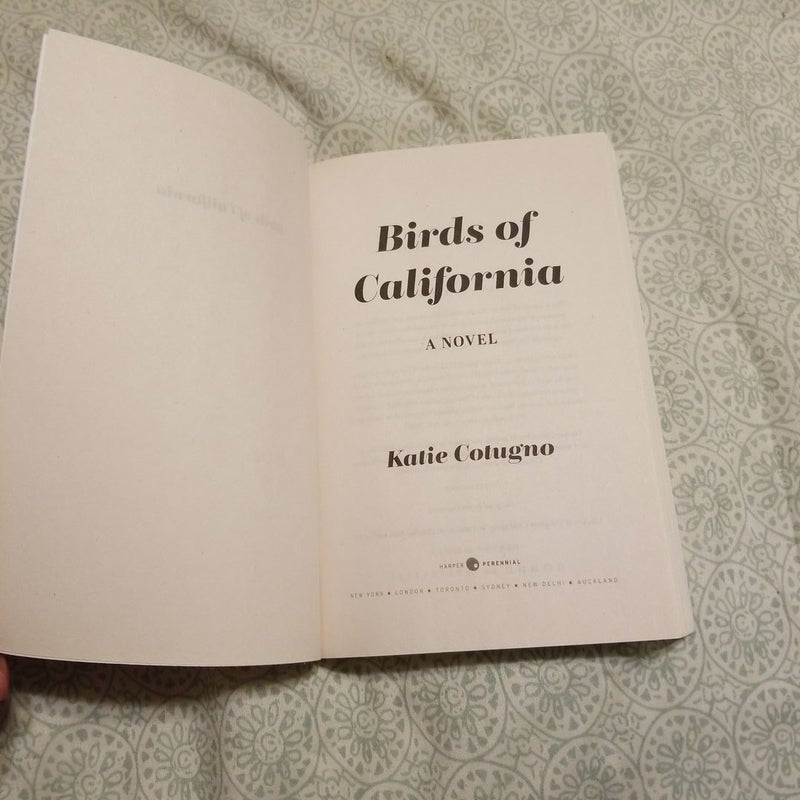 Birds of
California
A NOVEL
Katie Cotugno
HARPER PERENNIAL
NEW YORK • LONDON • TORONTO • SYDNEY • NEW DELHI • AUCKLAND